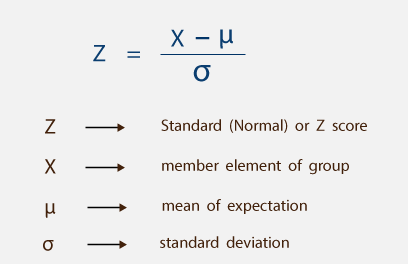 Z = X − μ
σ
Z → Standard (Normal) or Z score
X → member element of group
μ → mean of expectation
σ → standard deviation